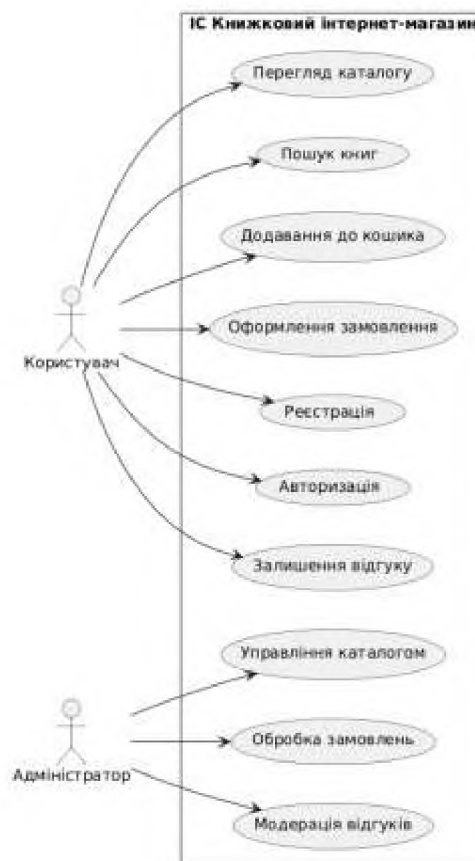 ІС Книжковий інтернет-магазин
Перегляд каталогу
Пошук книг
Додавання до кошика
Оформлення замовлення
Користувач
Реєстрація
Авторизація
Залишення відгуку
Управління каталогом
Обробка замовлень
Адміністратор
Модерація відгуків